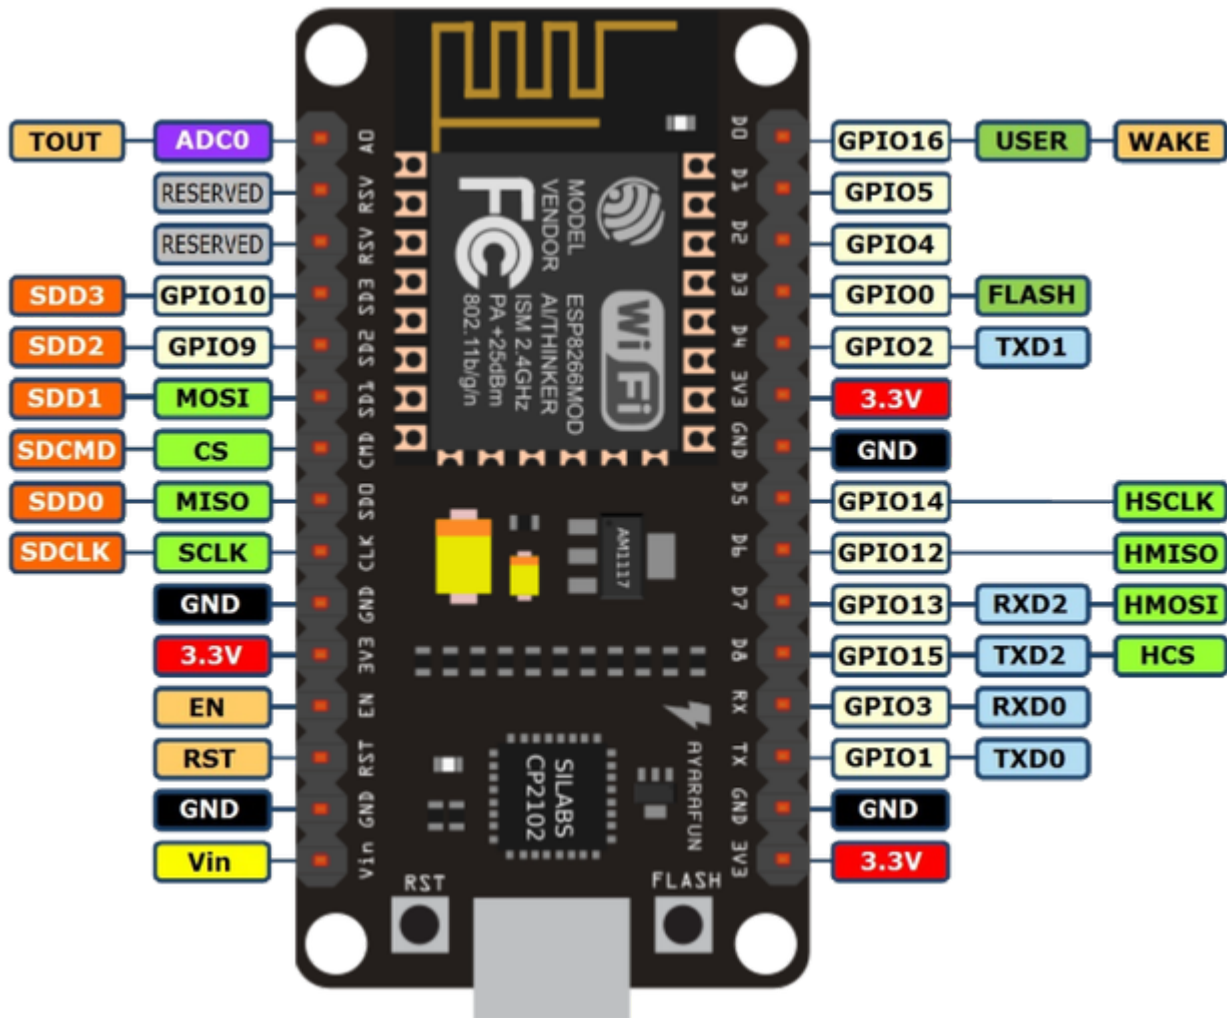 TOUT ADC0 A0 D0 GPIO16 USER WAKE
RESERVED RSV D1 GPIO5
RESERVED RSV D2 GPIO4
SDD3 GPIO10 SD3 D3 GPIO0 FLASH
SDD2 GPIO9 SD2 D4 GPIO2 TXD1
SDD1 MOSI SD1 3V3 3.3V
SDCMD CS CMD GND GND
SDD0 MISO SD0 D5 GPIO14 HSCLK
SDCLK SCLK CLK D6 GPIO12 HMISO
GND GND D7 GPIO13 RXD2 HMOSI
3.3V 3V3 D8 GPIO15 TXD2 HCS
EN EN RX GPIO3 RXD0
RST RST TX GPIO1 TXD0
GND GND GND GND
Vin Vin 3V3 3.3V
MODEL
VENDOR
FC
WiFi
ESP8266MOD
AI/THINKER
ISM 2.4GHz
PA +25dBm
802.11b/g/n
AM1117
SILABS
CP2102
AYARAFUN
RST
FLASH